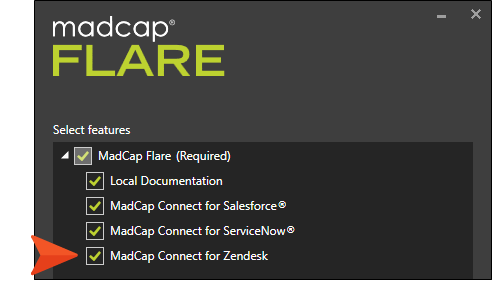 madcap®
FLARE
Select features
MadCap Flare (Required)
Local Documentation
MadCap Connect for Salesforce®
MadCap Connect for ServiceNow®
MadCap Connect for Zendesk